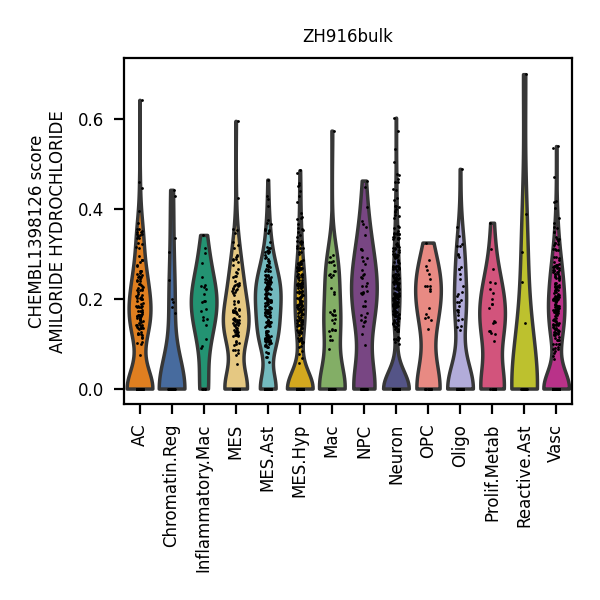 ZH916bulk
CHEMBL1398126 score
AMILORIDE HYDROCHLORIDE
0.6
0.4
0.2
0.0
AC
Chromatin.Reg
Inflammatory.Mac
MES
MES.Ast
MES.Hyp
Mac
NPC
Neuron
OPC
Oligo
Prolif.Metab
Reactive.Ast
Vasc